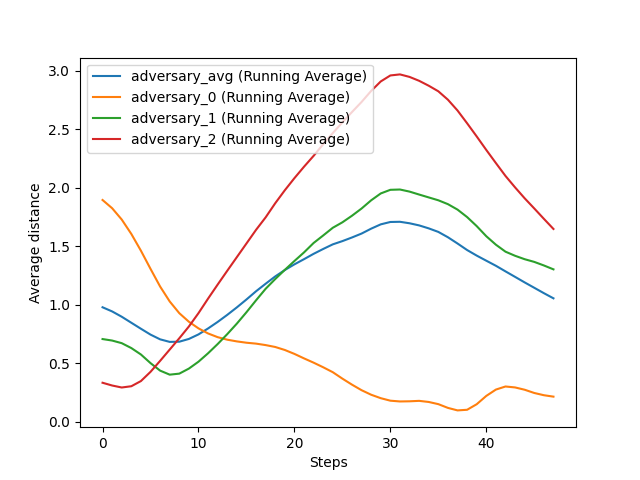 adversary_avg (Running Average)
adversary_0 (Running Average)
adversary_1 (Running Average)
adversary_2 (Running Average)
3.0
2.5
2.0
1.5
1.0
0.5
0.0
Average distance
0 10 20 30 40
Steps